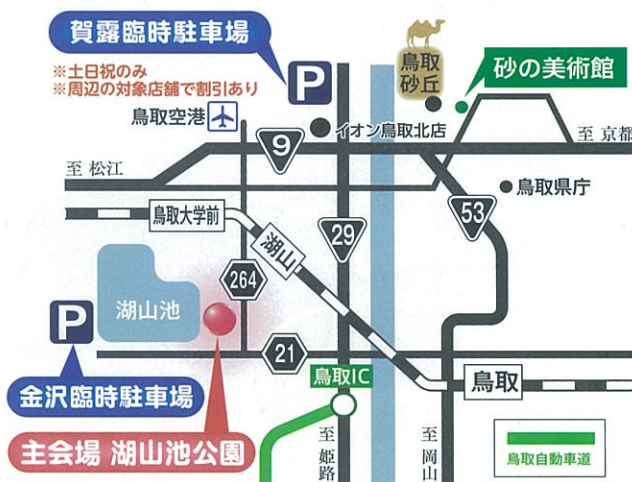 賀露臨時駐車場
※土日祝のみ
※周辺の対象店舗で割引あり
P
鳥取
砂丘
砂の美術館
鳥取空港
イオン鳥取北店
9
至 京都
至 松江
鳥取県庁
鳥取大学前
53
29
湖山
264
湖山池
P
21
鳥取IC
金沢臨時駐車場
鳥取
主会場 湖山池公園
至 姫路
至 岡山
鳥取自動車道